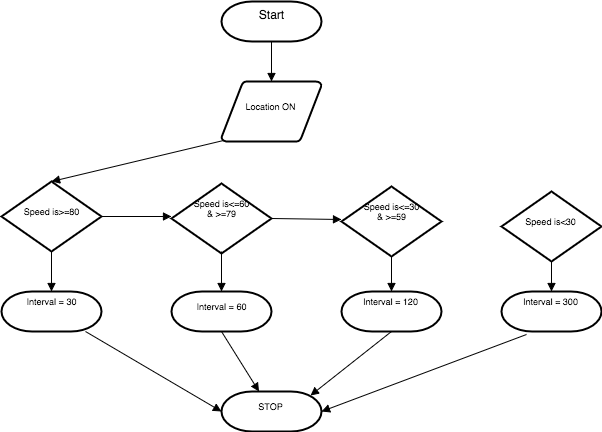 Start
Location ON
Speed is>=80
Speed is<=60
& >=79
Speed is<=30
& >=59
Speed is<30
Interval = 30
Interval = 60
Interval = 120
Interval = 300
STOP